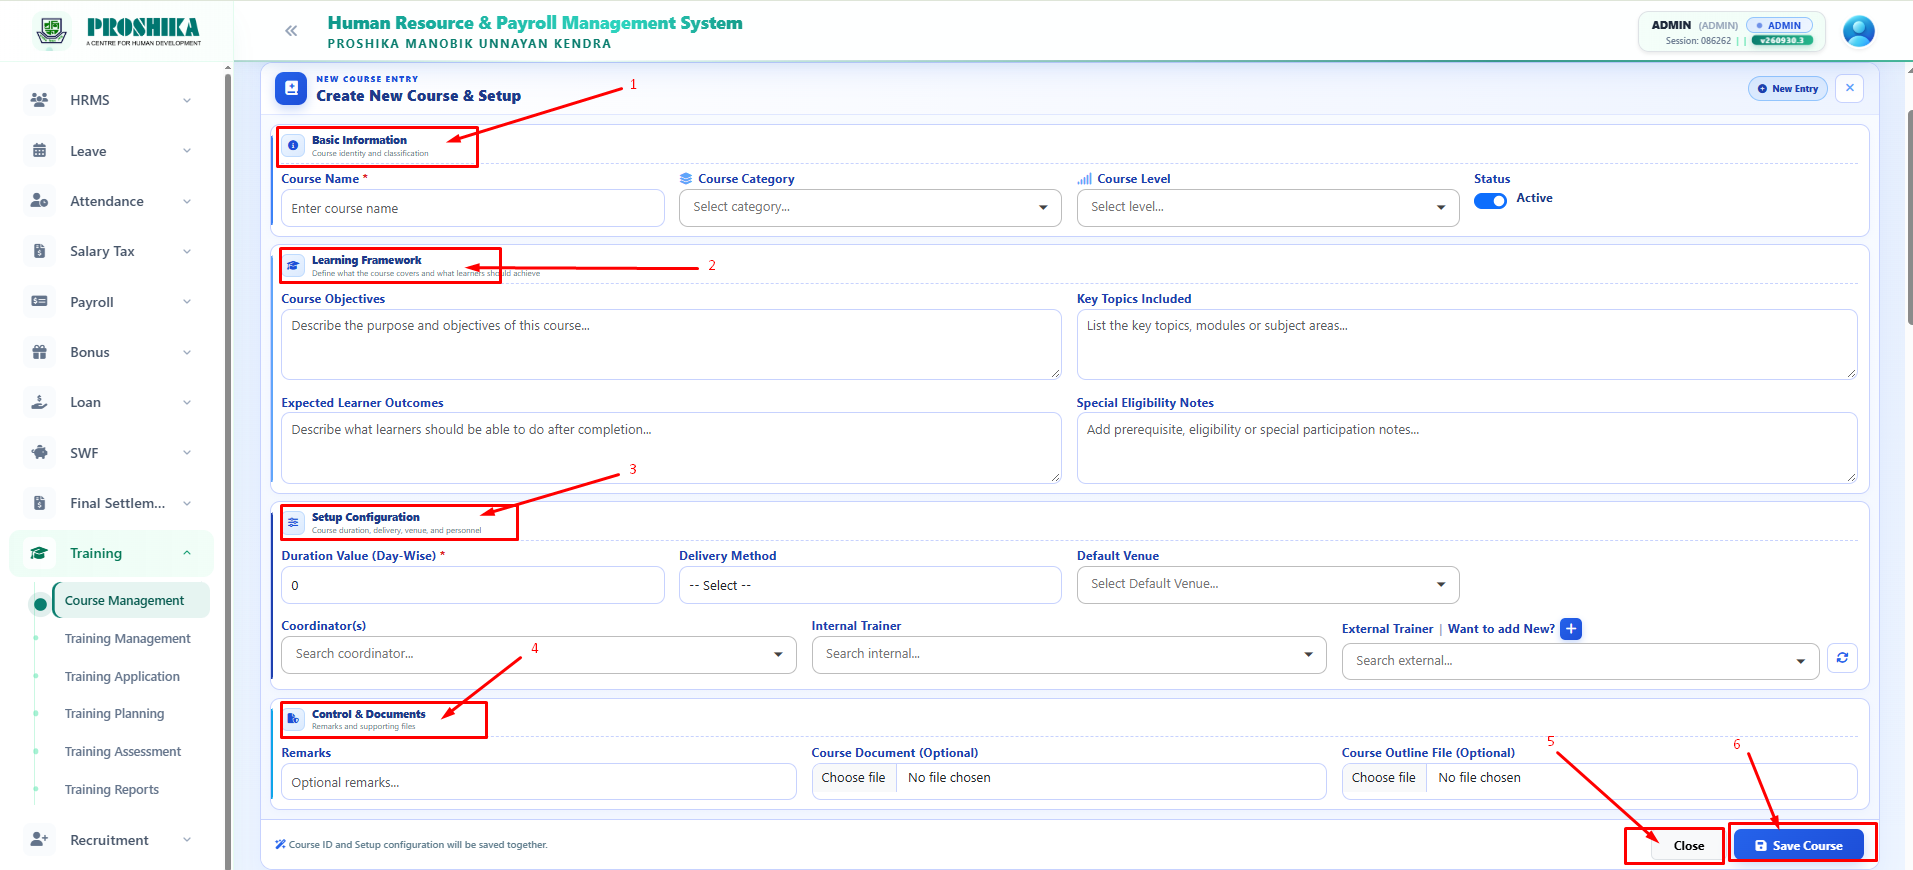 PROSHIKA
A CENTRE FOR HUMAN DEVELOPMENT
Human Resource & Payroll Management System
PROSHIKA MANOBIK UNNAYAN KENDRA
ADMIN (ADMIN) ADMIN
Session: 086262 | | v260930.3
HRMS
Leave
Attendance
Salary Tax
Payroll
Bonus
Loan
SWF
Final Settlem...
Training
Course Management
Training Management
Training Application
Training Planning
Training Assessment
Training Reports
Recruitment
NEW COURSE ENTRY
Create New Course & Setup
New Entry
1
Basic Information
Course identity and classification
Course Name *
Course Category
Course Level
Status
Enter course name
Select category...
Select level...
Active
2
Learning Framework
Define what the course covers and what learners should achieve
Course Objectives
Key Topics Included
Describe the purpose and objectives of this course...
List the key topics, modules or subject areas...
Expected Learner Outcomes
Special Eligibility Notes
Describe what learners should be able to do after completion...
Add prerequisite, eligibility or special participation notes...
3
Setup Configuration
Course duration, delivery, venue, and personnel
Duration Value (Day-Wise) *
Delivery Method
Default Venue
0
-- Select --
Select Default Venue...
Coordinator(s)
Internal Trainer
External Trainer | Want to add New? +
Search coordinator...
Search internal...
Search external...
4
Control & Documents
Remarks and supporting files
Remarks
Course Document (Optional)
Course Outline File (Optional)
Optional remarks...
Choose file No file chosen
Choose file No file chosen
5
6
Course ID and Setup configuration will be saved together.
Close
Save Course